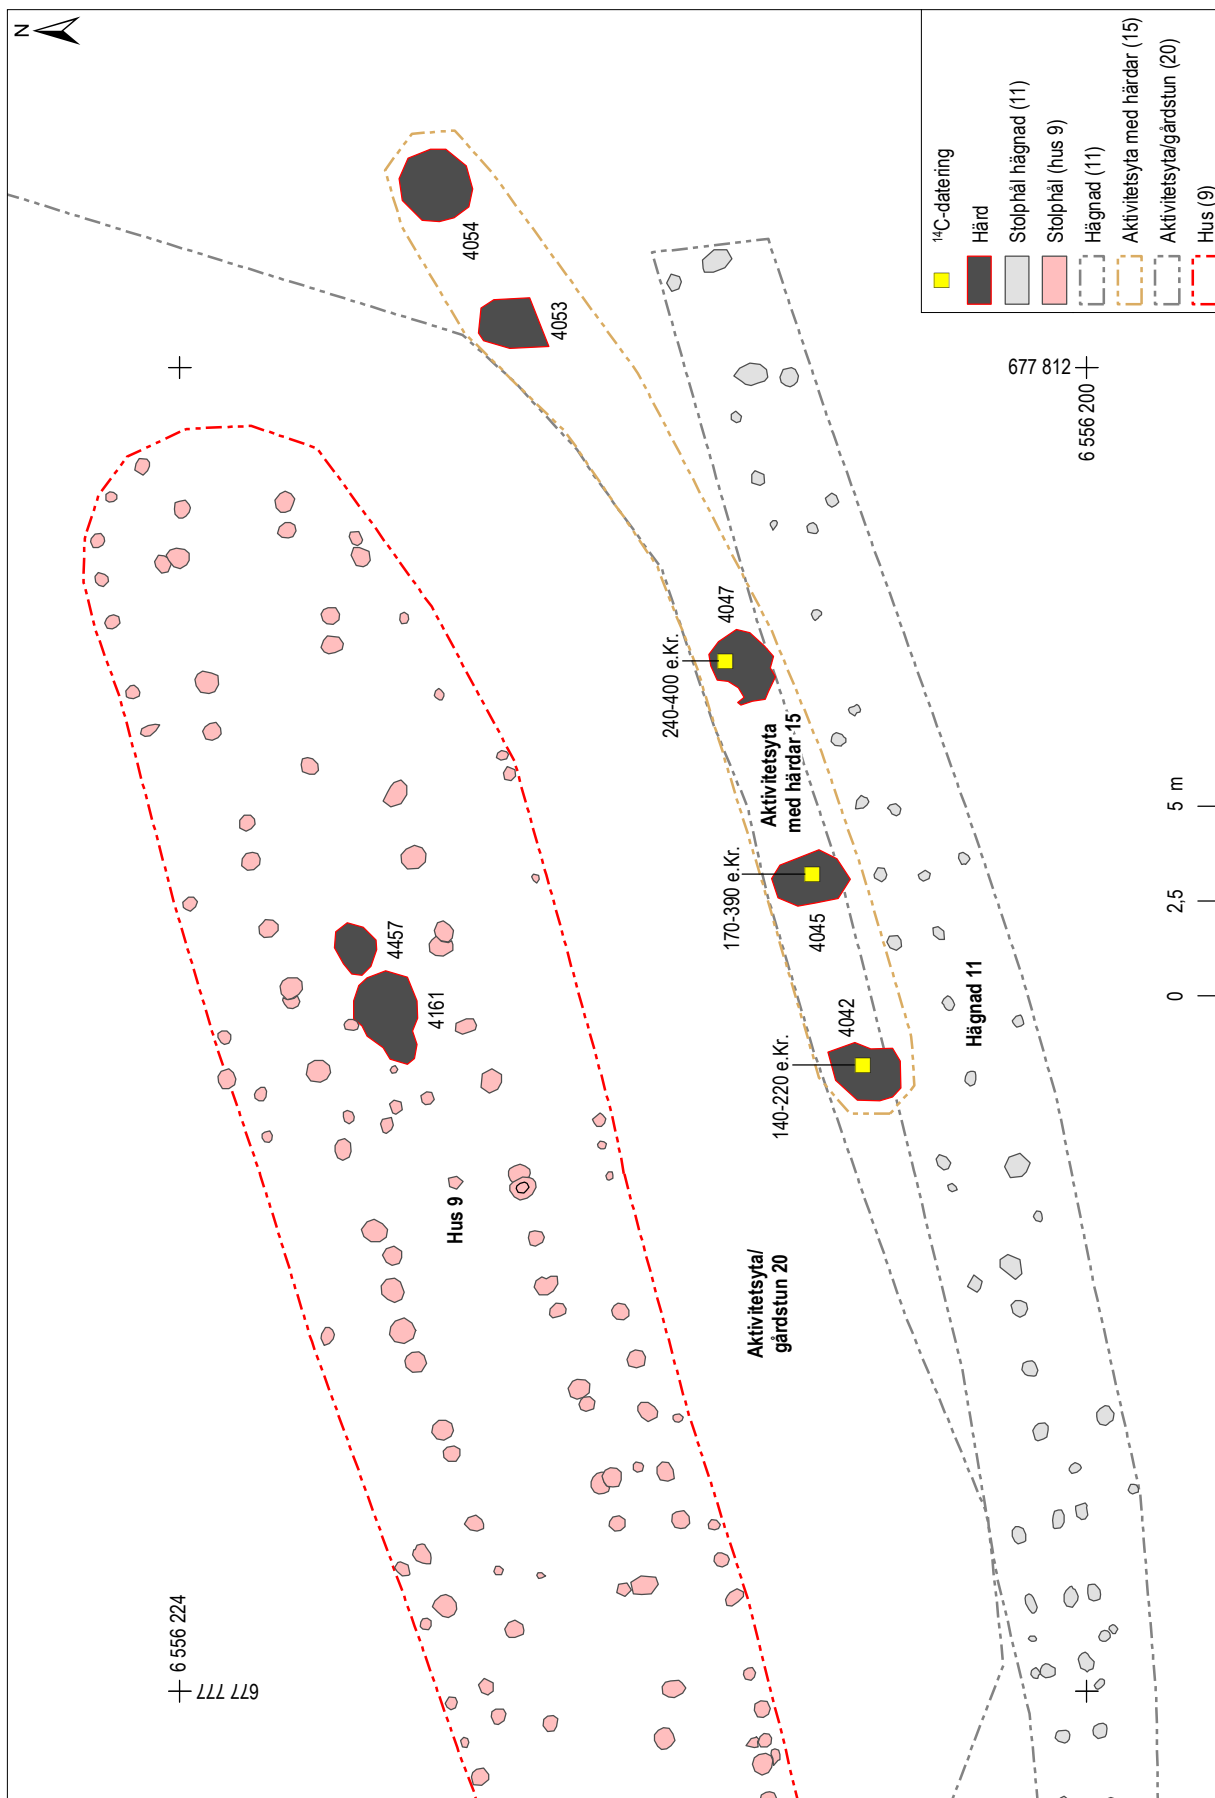 N
4054
4053
4047
240-400 e.Kr.
Aktivitetsyta
med härdar 15
170-390 e.Kr.
4045
4042
140-220 e.Kr.
4457
4161
Hus 9
Hägnad 11
Aktivitetsyta/
gårdstun 20
677 812
6 556 200
6 556 224
677 777
0 2,5 5 m
¹⁴C-datering
Härd
Stolphål hägnad (11)
Stolphål (hus 9)
Hägnad (11)
Aktivitetsyta med härdar (15)
Aktivitetsyta/gårdstun (20)
Hus (9)